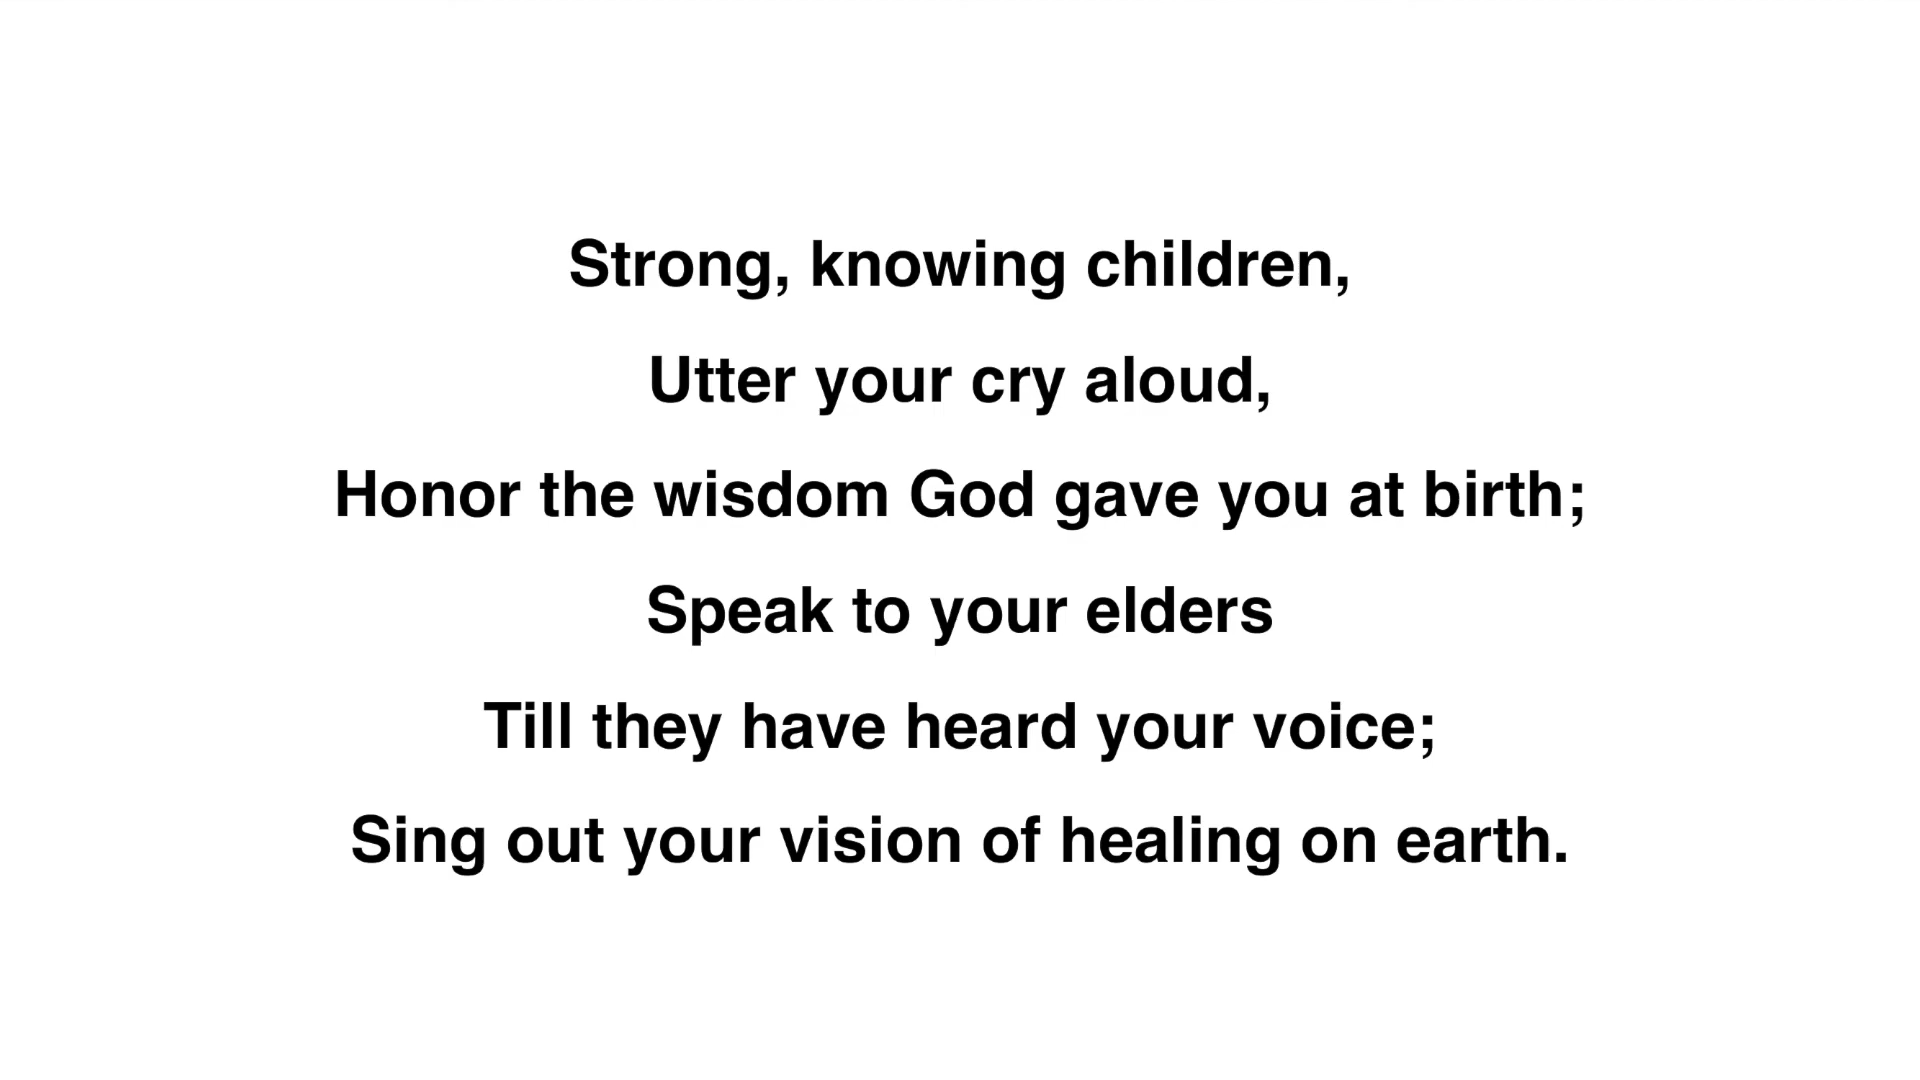 Strong, knowing children,
Utter your cry aloud,
Honor the wisdom God gave you at birth;
Speak to your elders
Till they have heard your voice;
Sing out your vision of healing on earth.